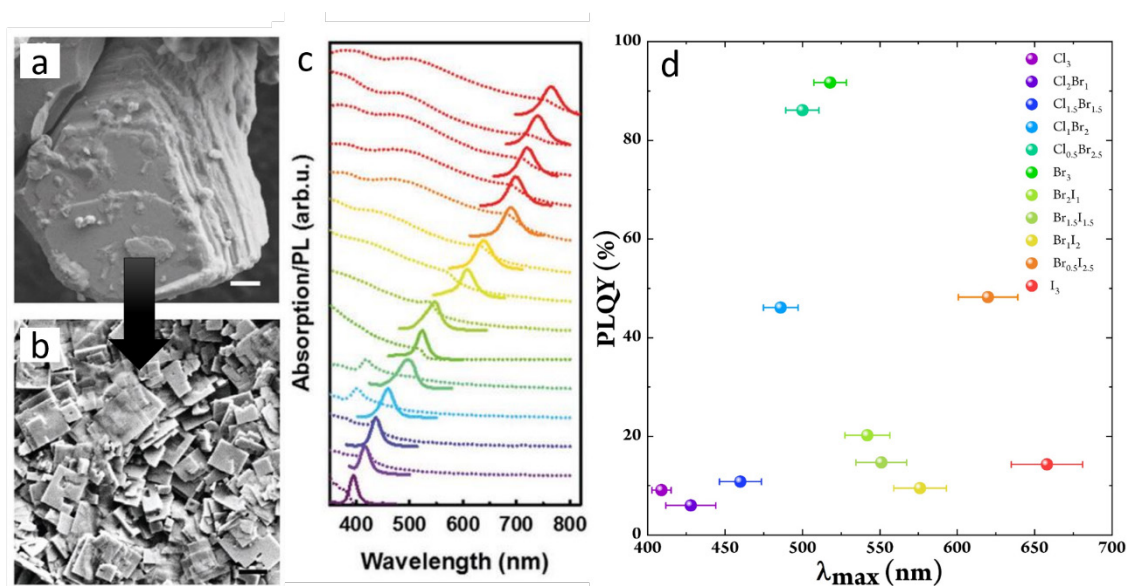 a
b
c
Absorption/PL (arb.u.)
400 500 600 700 800
Wavelength (nm)
d
PLQY (%)
100
80
60
40
20
0
400 450 500 550 600 650 700
λmax (nm)
Cl₃
Cl₂Br₁
Cl₁.₅Br₁.₅
Cl₁Br₂
Cl₀.₅Br₂.₅
Br₃
Br₂I₁
Br₁.₅I₁.₅
Br₁I₂
Br₀.₅I₂.₅
I₃